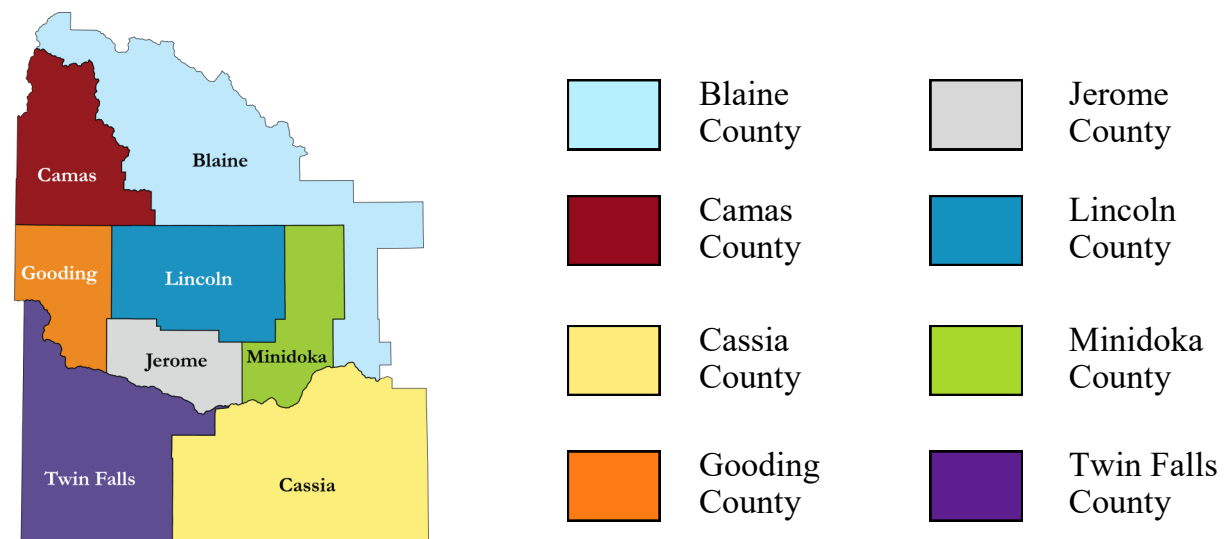 Blaine
Camas
Gooding
Lincoln
Jerome
Minidoka
Twin Falls
Cassia
Blaine
County
Camas
County
Cassia
County
Gooding
County
Jerome
County
Lincoln
County
Minidoka
County
Twin Falls
County